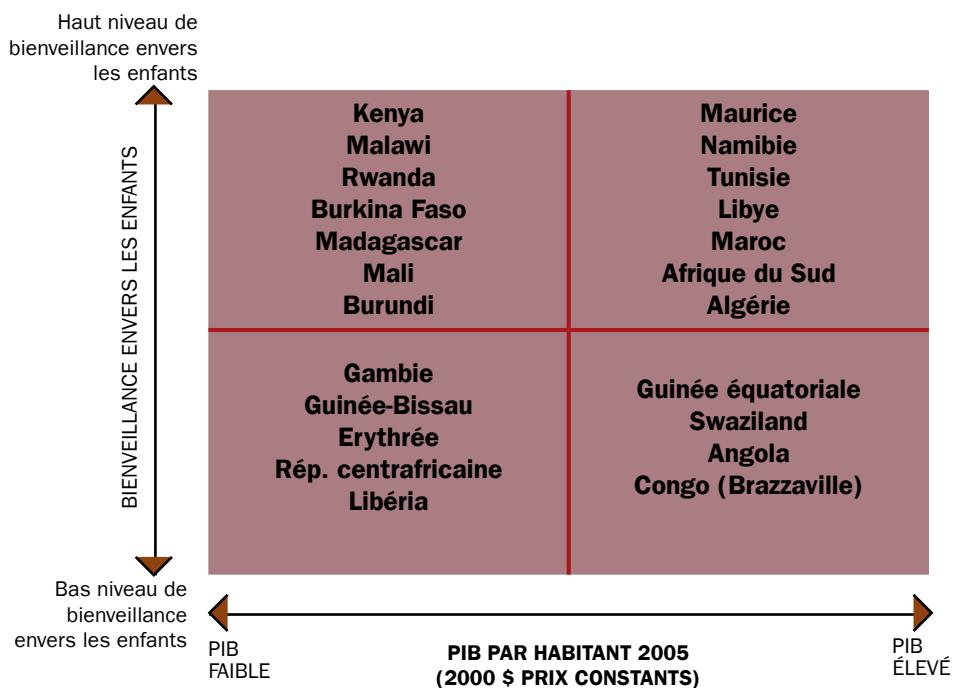 Haut niveau de
bienveillance envers
les enfants
BIENVEILLANCE ENVERS LES ENFANTS
Kenya
Malawi
Rwanda
Burkina Faso
Madagascar
Mali
Burundi
Maurice
Namibie
Tunisie
Libye
Maroc
Afrique du Sud
Algérie
Gambie
Guinée-Bissau
Erythrée
Rép. centrafricaine
Libéria
Guinée équatoriale
Swaziland
Angola
Congo (Brazzaville)
Bas niveau de
bienveillance
envers les enfants
PIB
FAIBLE
PIB PAR HABITANT 2005
(2000 $ PRIX CONSTANTS)
PIB
ÉLEVÉ